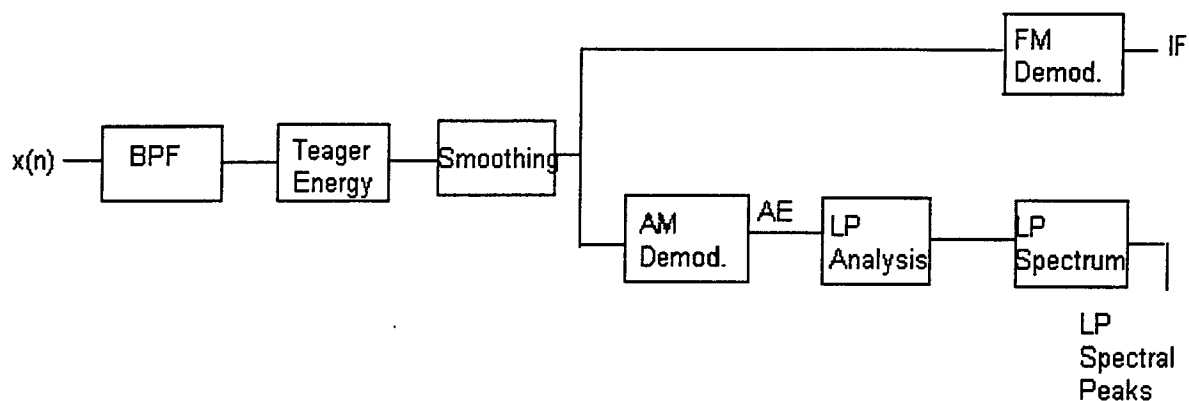 FM
Demod.
IF
x(n)
BPF
Teager
Energy
Smoothing
AM
Demod.
AE
LP
Analysis
LP
Spectrum
LP
Spectral
Peaks